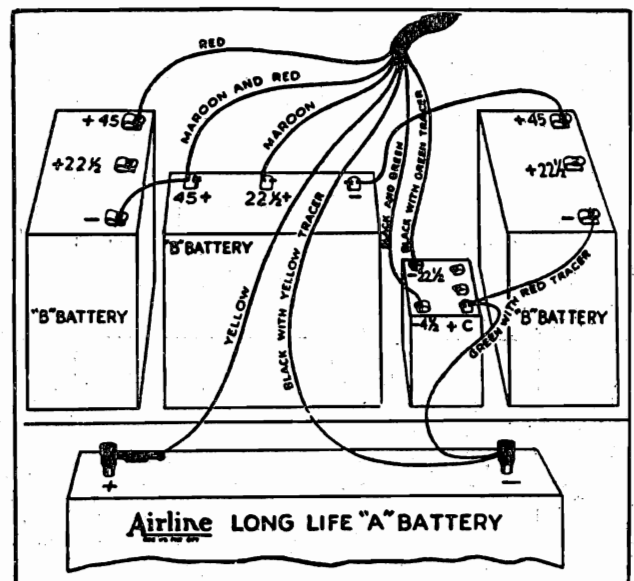 RED
MAROON AND RED
MAROON
BLACK AND GREEN
BLACK WITH GREEN TRACER
+45
+22½
-
"B" BATTERY
45+
22½+
-
"B" BATTERY
YELLOW
BLACK WITH YELLOW TRACER
-22½
-4½ + C
GREEN WITH RED TRACER
+45
+22½
-
"B" BATTERY
+
-
Airline LONG LIFE "A" BATTERY